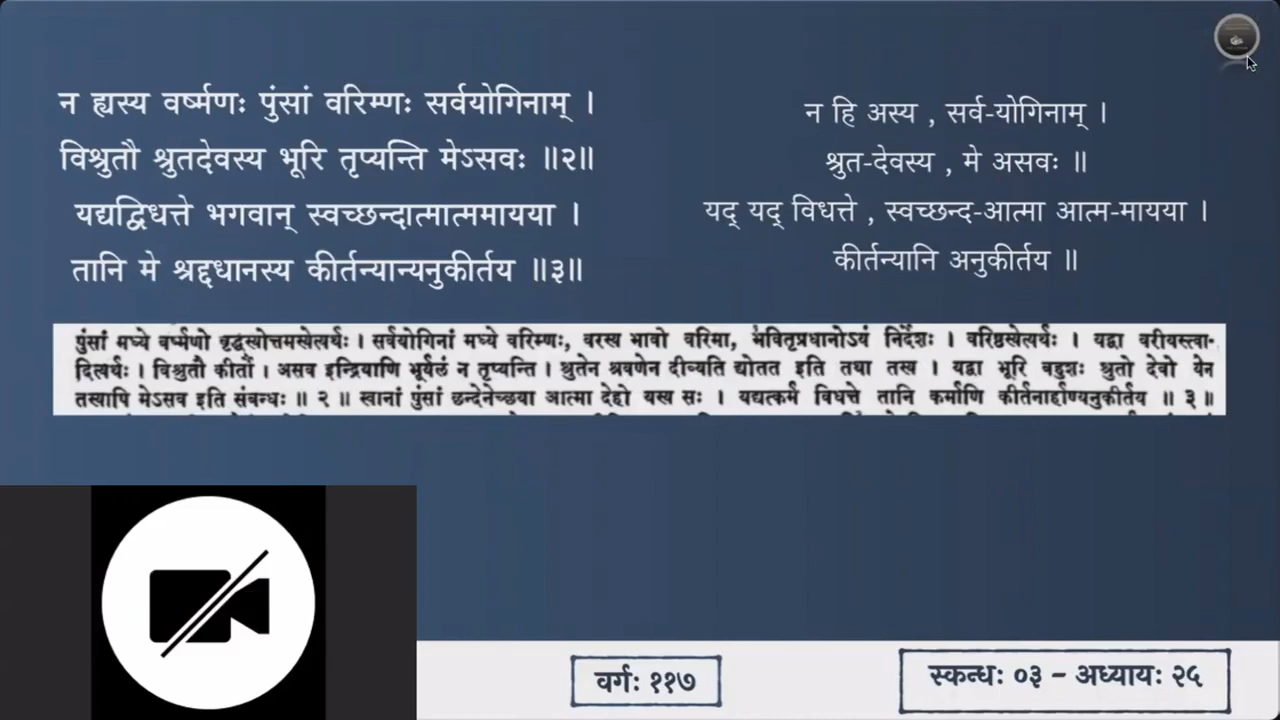 न ह्यस्य वर्ष्मणः पुंसां वरिम्णः सर्वयोगिनाम् ।
विश्रुतौ श्रुतदेवस्य भूरि तृप्यन्ति मेऽसवः ॥२॥
यद्यद्विधत्ते भगवान् स्वच्छन्दात्मात्ममायया ।
तानि मे श्रद्दधानस्य कीर्तन्यान्यनुकीर्तय ॥३॥
न हि अस्य , सर्व-योगिनाम् ।
श्रुत-देवस्य , मे असवः ॥
यद् यद् विधत्ते , स्वच्छन्द-आत्मा आत्म-मायया ।
कीर्तन्यानि अनुकीर्तय ॥
पुंसां मध्ये वर्ष्मणो वृद्धस्योत्तमस्येत्यर्थः । सर्वयोगिनां मध्ये वरिम्णः, वरस्य भावो वरिमा, भवितृप्रधानोऽयं निर्देशः । वरिष्ठस्येत्यर्थः । यद्वा वरीयस्त्वा-
दित्यर्थः । विश्रुतौ कीर्तौ । असव इन्द्रियाणि भूर्यलं न तृप्यन्ति । श्रुतेन श्रवणेन दीव्यति द्योतत इति तथा तस्य । यद्वा भूरि बहुशः श्रुतो देवो येन
तस्यापि मेऽसव इति संबन्धः ॥ २ ॥ स्वानां पुंसां छन्देनेच्छया आत्मा देहो यस्य सः । यद्यत्कर्म विधत्ते तानि कर्माणि कीर्तनार्हाण्यनुकीर्तय ॥ ३ ॥
वर्गः ११७
स्कन्धः ०३ - अध्यायः २५